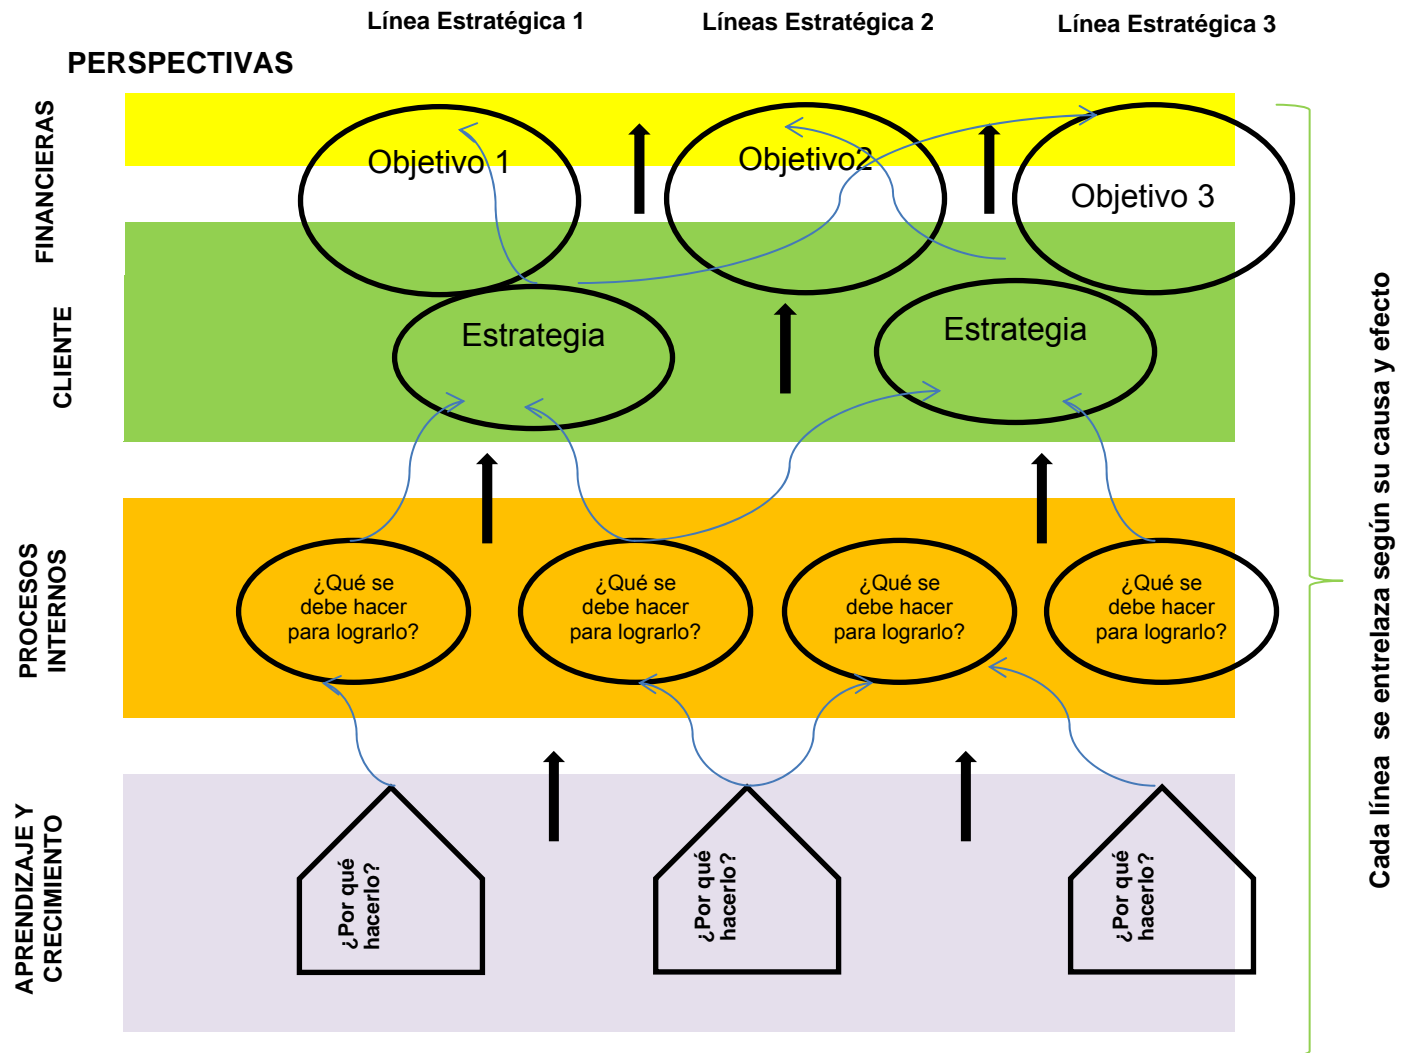 Línea Estratégica 1
Líneas Estratégica 2
Línea Estratégica 3
PERSPECTIVAS
FINANCIERAS
Objetivo 1
Objetivo2
Objetivo 3
CLIENTE
Estrategia
Estrategia
PROCESOS
INTERNOS
¿Qué se
debe hacer
para lograrlo?
¿Qué se
debe hacer
para lograrlo?
¿Qué se
debe hacer
para lograrlo?
¿Qué se
debe hacer
para lograrlo?
APRENDIZAJE Y
CRECIMIENTO
¿Por qué
hacerlo?
¿Por qué
hacerlo?
¿Por qué
hacerlo?
Cada línea se entrelaza según su causa y efecto